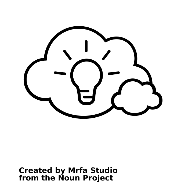 Created by Mrfa Studio
from the Noun Project